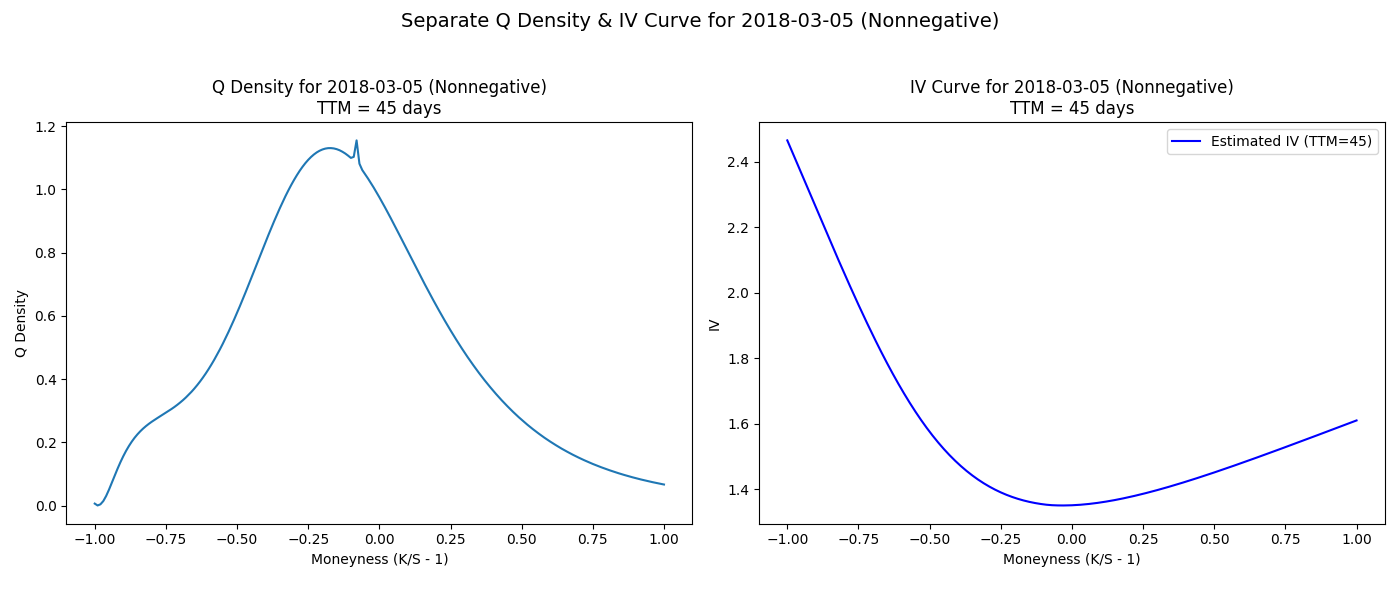 Separate Q Density & IV Curve for 2018-03-05 (Nonnegative)
Q Density for 2018-03-05 (Nonnegative)
TTM = 45 days
Q Density
1.2
1.0
0.8
0.6
0.4
0.2
0.0
−1.00 −0.75 −0.50 −0.25 0.00 0.25 0.50 0.75 1.00
Moneyness (K/S - 1)
IV Curve for 2018-03-05 (Nonnegative)
TTM = 45 days
Estimated IV (TTM=45)
IV
2.4
2.2
2.0
1.8
1.6
1.4
−1.00 −0.75 −0.50 −0.25 0.00 0.25 0.50 0.75 1.00
Moneyness (K/S - 1)